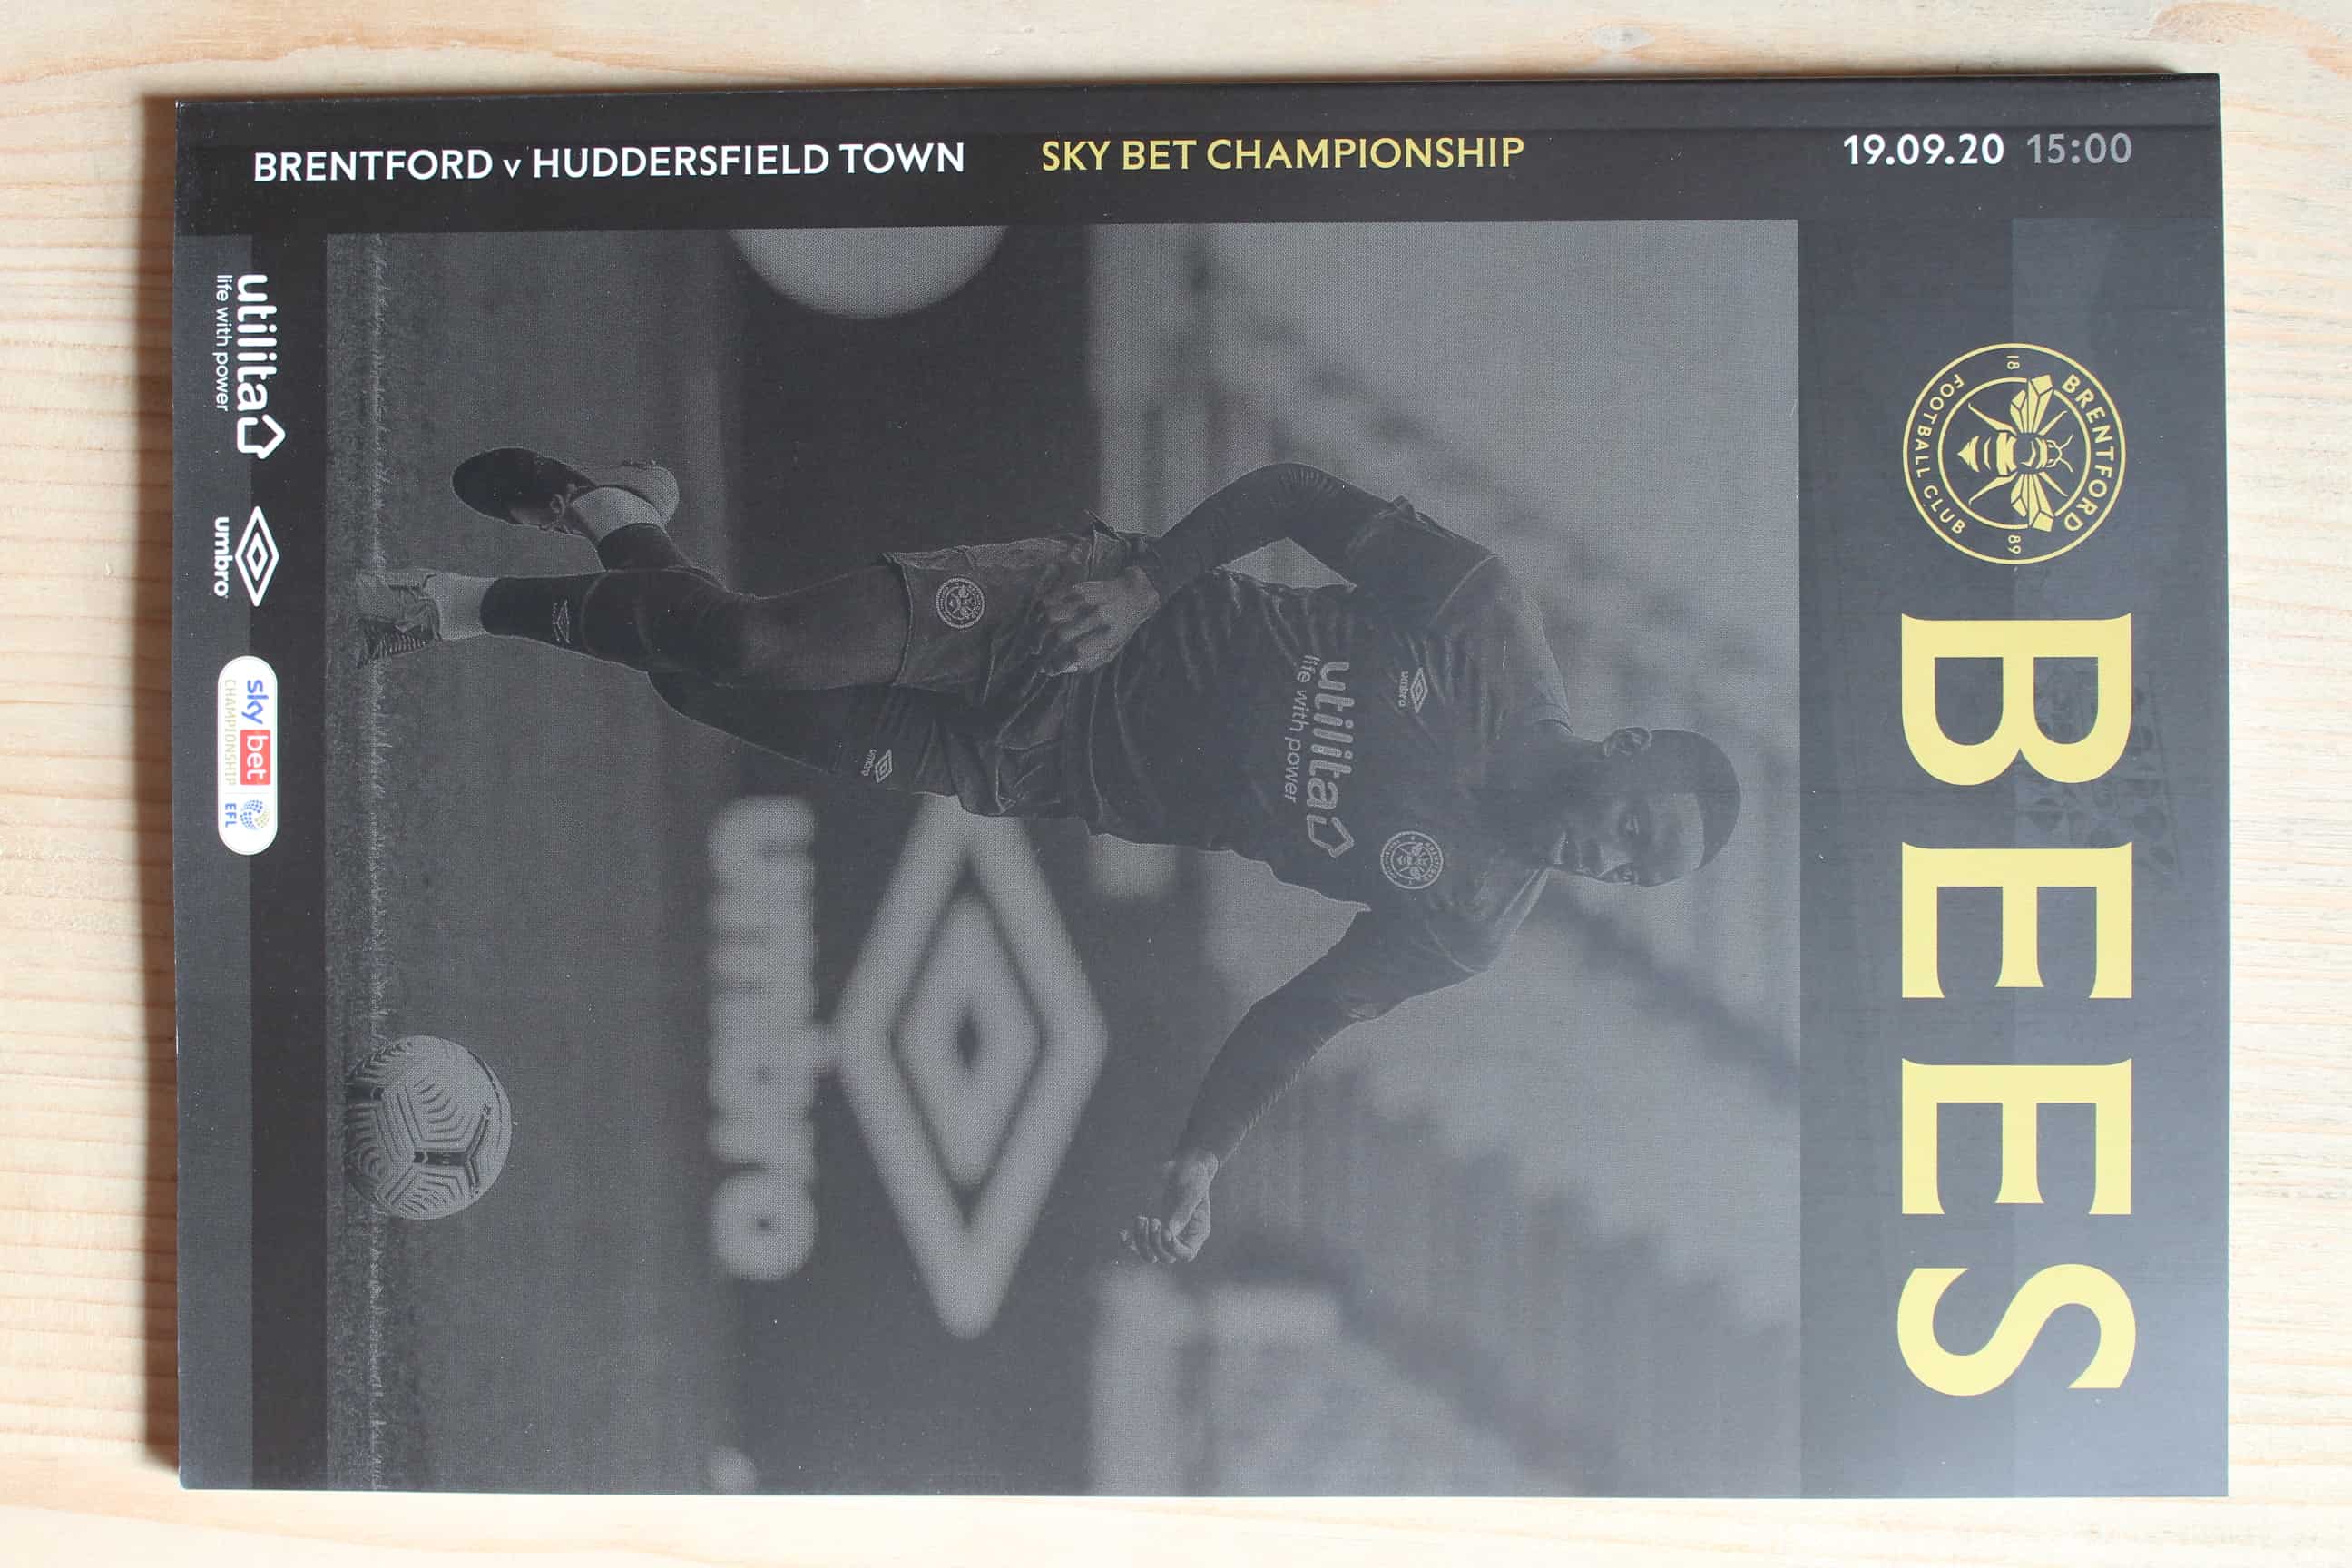 BRENTFORD v HUDDERSFIELD TOWN SKY BET CHAMPIONSHIP 19.09.20 15:00
BRENTFORD
18 89
FOOTBALL CLUB
BEES
umbro
utilita
life with power
umbro
umbro
utilita
life with power
umbro
sky bet
CHAMPIONSHIP
EFL